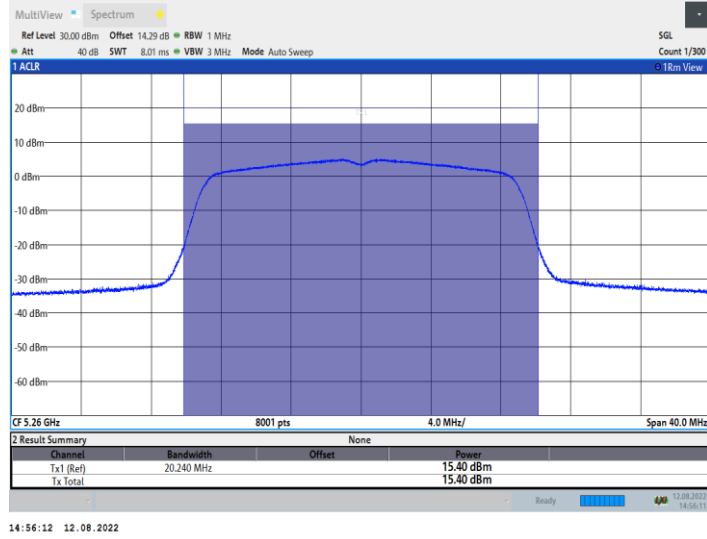 MultiView Spectrum
Ref Level 30.00 dBm Offset 14.29 dB RBW 1 MHz SGL
Att 40 dB SWT 8.01 ms VBW 3 MHz Mode Auto Sweep Count 1/300
1 ACLR 1Rm View
20 dBm
10 dBm
0 dBm
-10 dBm
-20 dBm
-30 dBm
-40 dBm
-50 dBm
-60 dBm
CF 5.26 GHz 8001 pts 4.0 MHz/ Span 40.0 MHz
2 Result Summary None
Channel Bandwidth Offset Power
Tx1 (Ref) 20.240 MHz 15.40 dBm
Tx Total 15.40 dBm
Ready 12.08.2022
14:56:11
14:56:12 12.08.2022